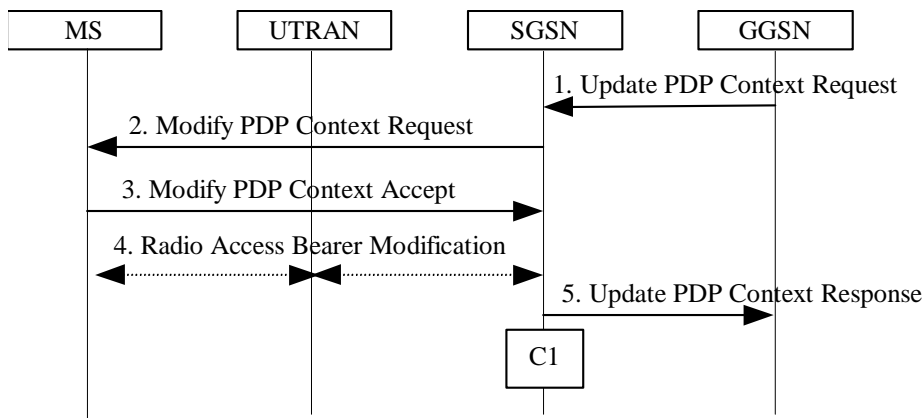 MS
UTRAN
SGSN
GGSN
1. Update PDP Context Request
2. Modify PDP Context Request
3. Modify PDP Context Accept
4. Radio Access Bearer Modification
5. Update PDP Context Response
C1